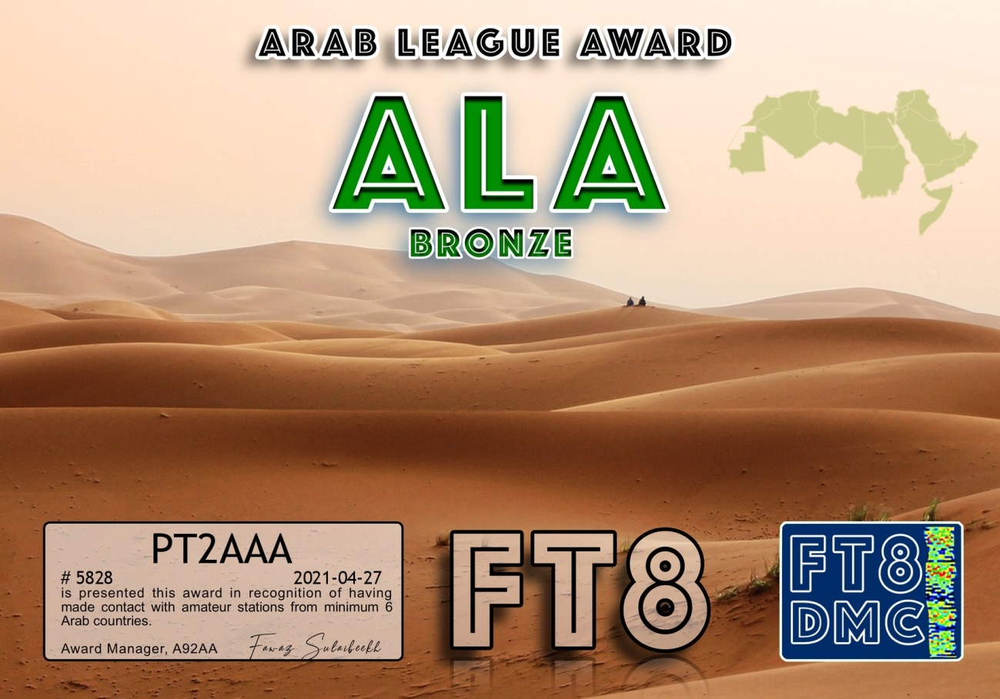 ARAB LEAGUE AWARD
ALA
BRONZE
PT2AAA
# 5828 2021-04-27
is presented this award in recognition of having
made contact with amateur stations from minimum 6
Arab countries.
Award Manager, A92AA Fawaz Sulaibeekh
FT8
FT8
DMC